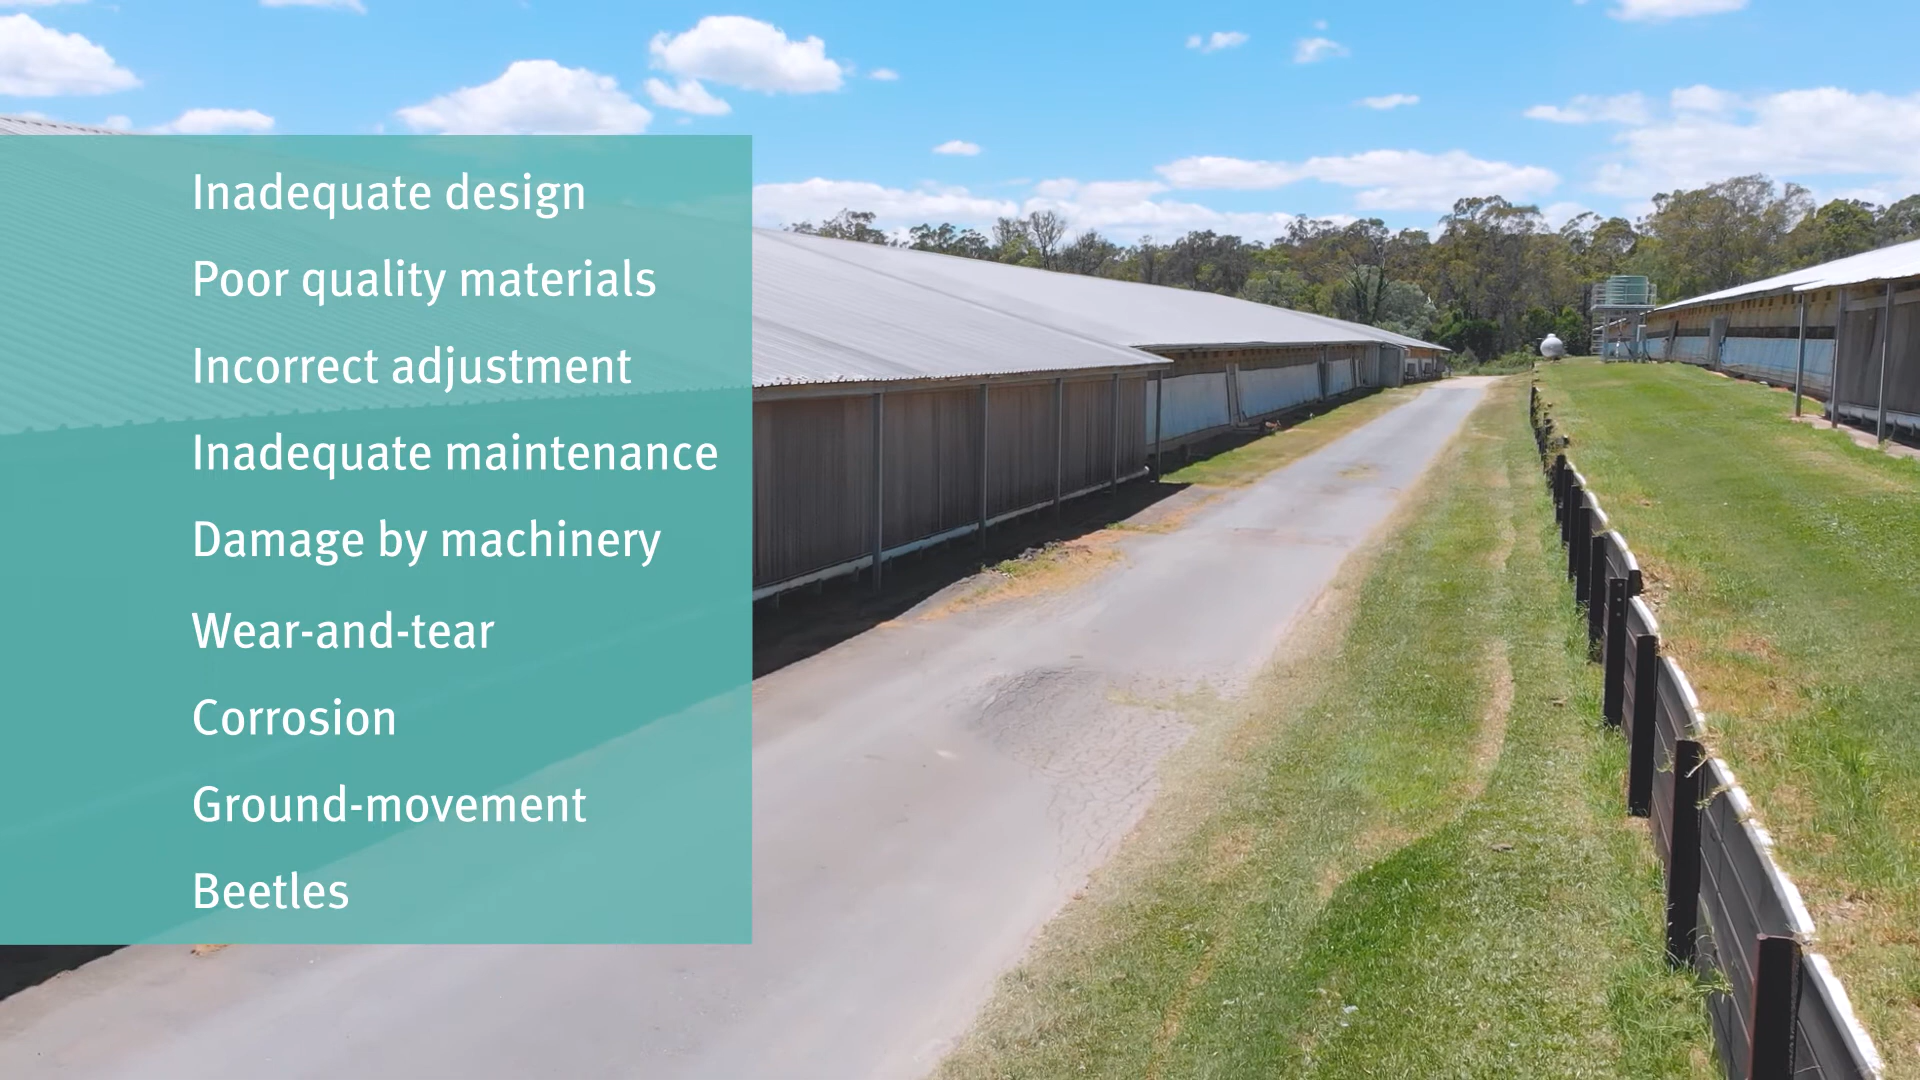 Inadequate design
Poor quality materials
Incorrect adjustment
Inadequate maintenance
Damage by machinery
Wear-and-tear
Corrosion
Ground-movement
Beetles